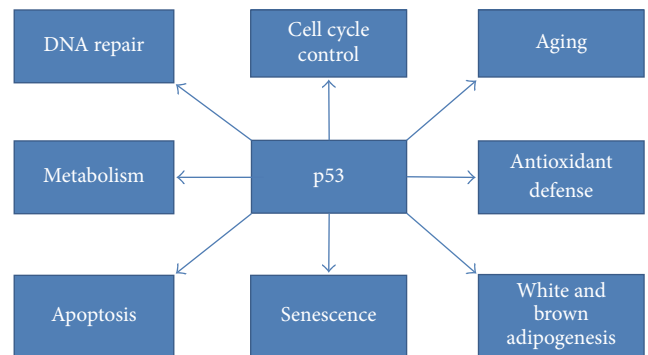 DNA repair
Cell cycle
control
Aging
Metabolism
p53
Antioxidant
defense
Apoptosis
Senescence
White and
brown
adipogenesis